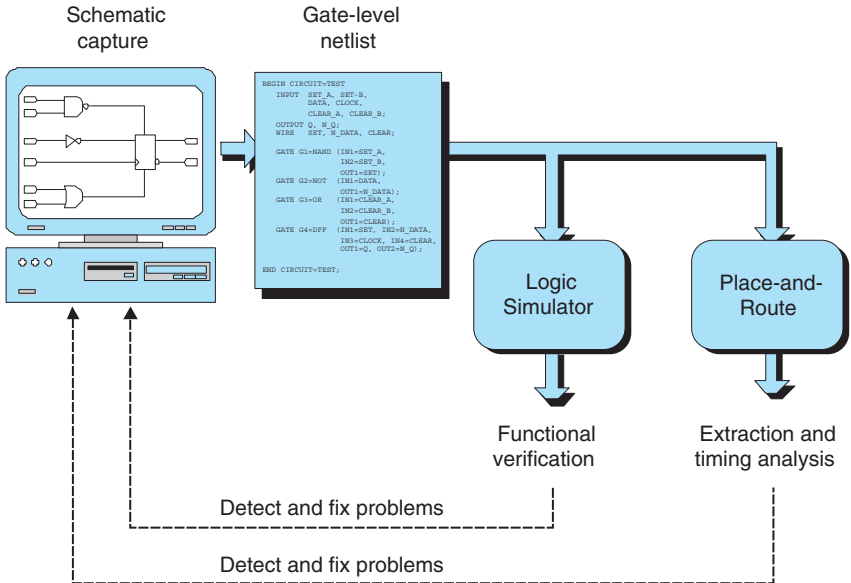 Schematic
capture
Gate-level
netlist
BEGIN CIRCUIT=TEST
INPUT SET_A, SET-B,
DATA, CLOCK,
CLEAR_A, CLEAR_B;
OUTPUT Q, N_Q;
WIRE SET, N_DATA, CLEAR;
GATE G1=NAND (IN1=SET_A,
IN2=SET_B,
OUT1=SET);
GATE G2=NOT (IN1=DATA,
OUT1=N_DATA);
GATE G3=OR (IN1=CLEAR_A,
IN2=CLEAR_B,
OUT1=CLEAR);
GATE G4=DFF (IN1=SET, IN2=N_DATA,
IN3=CLOCK, IN4=CLEAR,
OUT1=Q, OUT2=N_Q);
END CIRCUIT=TEST;
Logic
Simulator
Place-and-
Route
Functional
verification
Extraction and
timing analysis
Detect and fix problems
Detect and fix problems